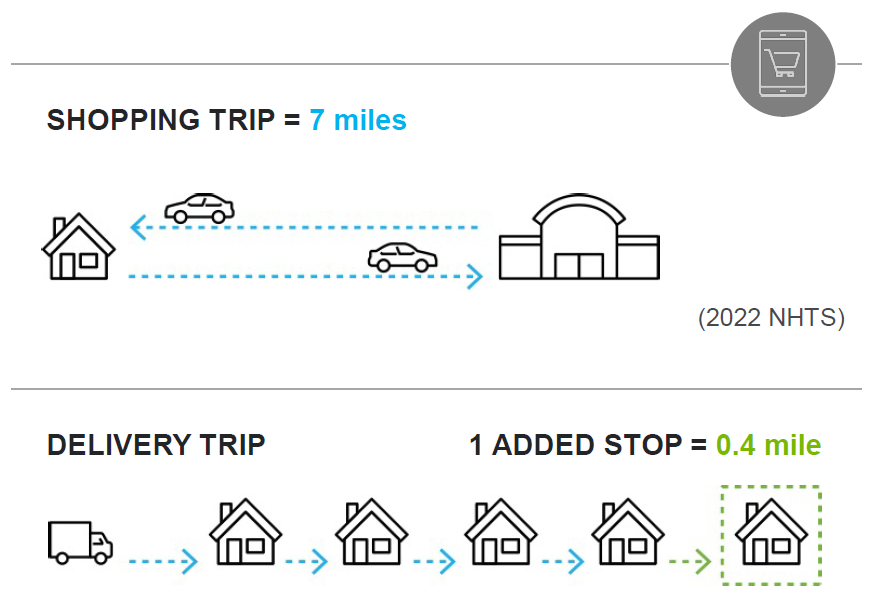 SHOPPING TRIP = 7 miles
(2022 NHTS)
DELIVERY TRIP
1 ADDED STOP = 0.4 mile